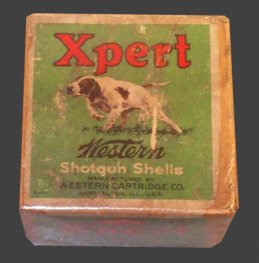 Xpert
Western
Shotgun Shells
MANUFACTURED BY
WESTERN CARTRIDGE CO.
EAST ALTON, ILL., U.S.A.